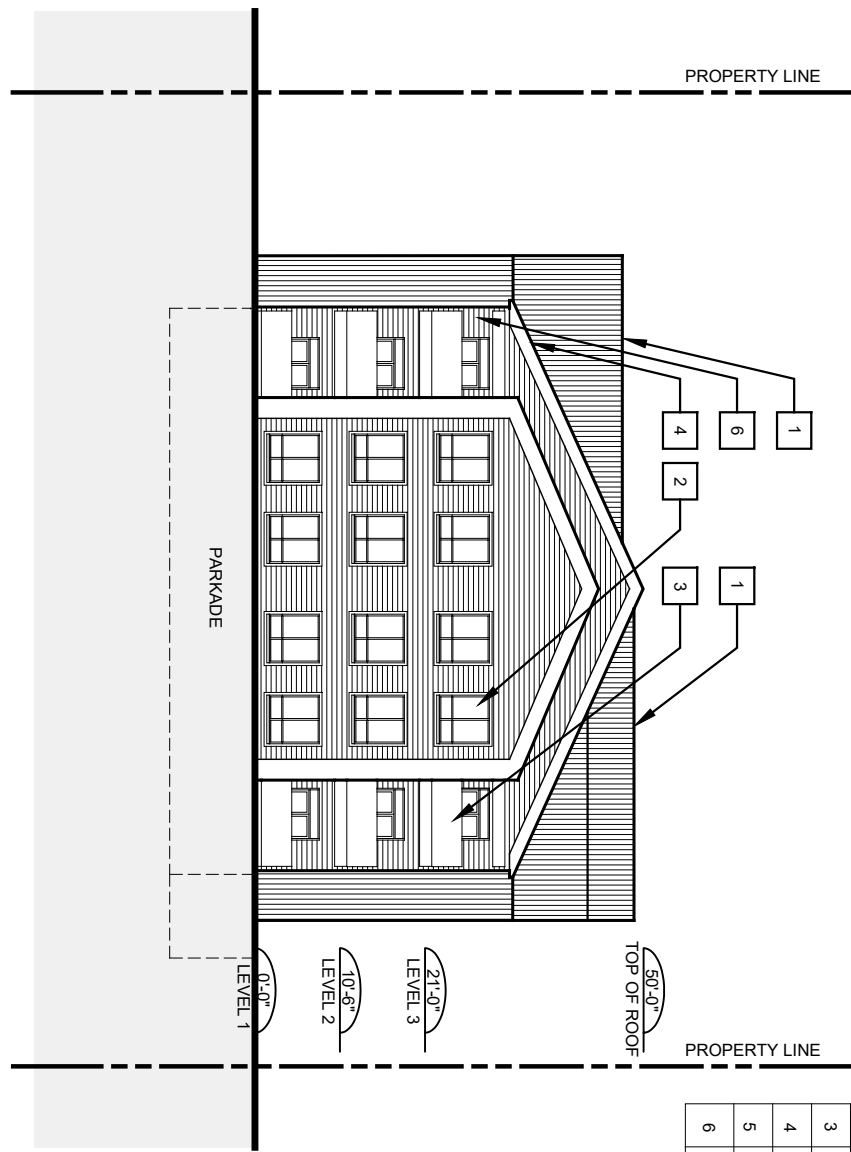 PROPERTY LINE
1
6
4
2
1
3
PARKADE
50'-0"
TOP OF ROOF
21'-0"
LEVEL 3
10'-6"
LEVEL 2
0'-0"
LEVEL 1
PROPERTY LINE
3
4
5
6